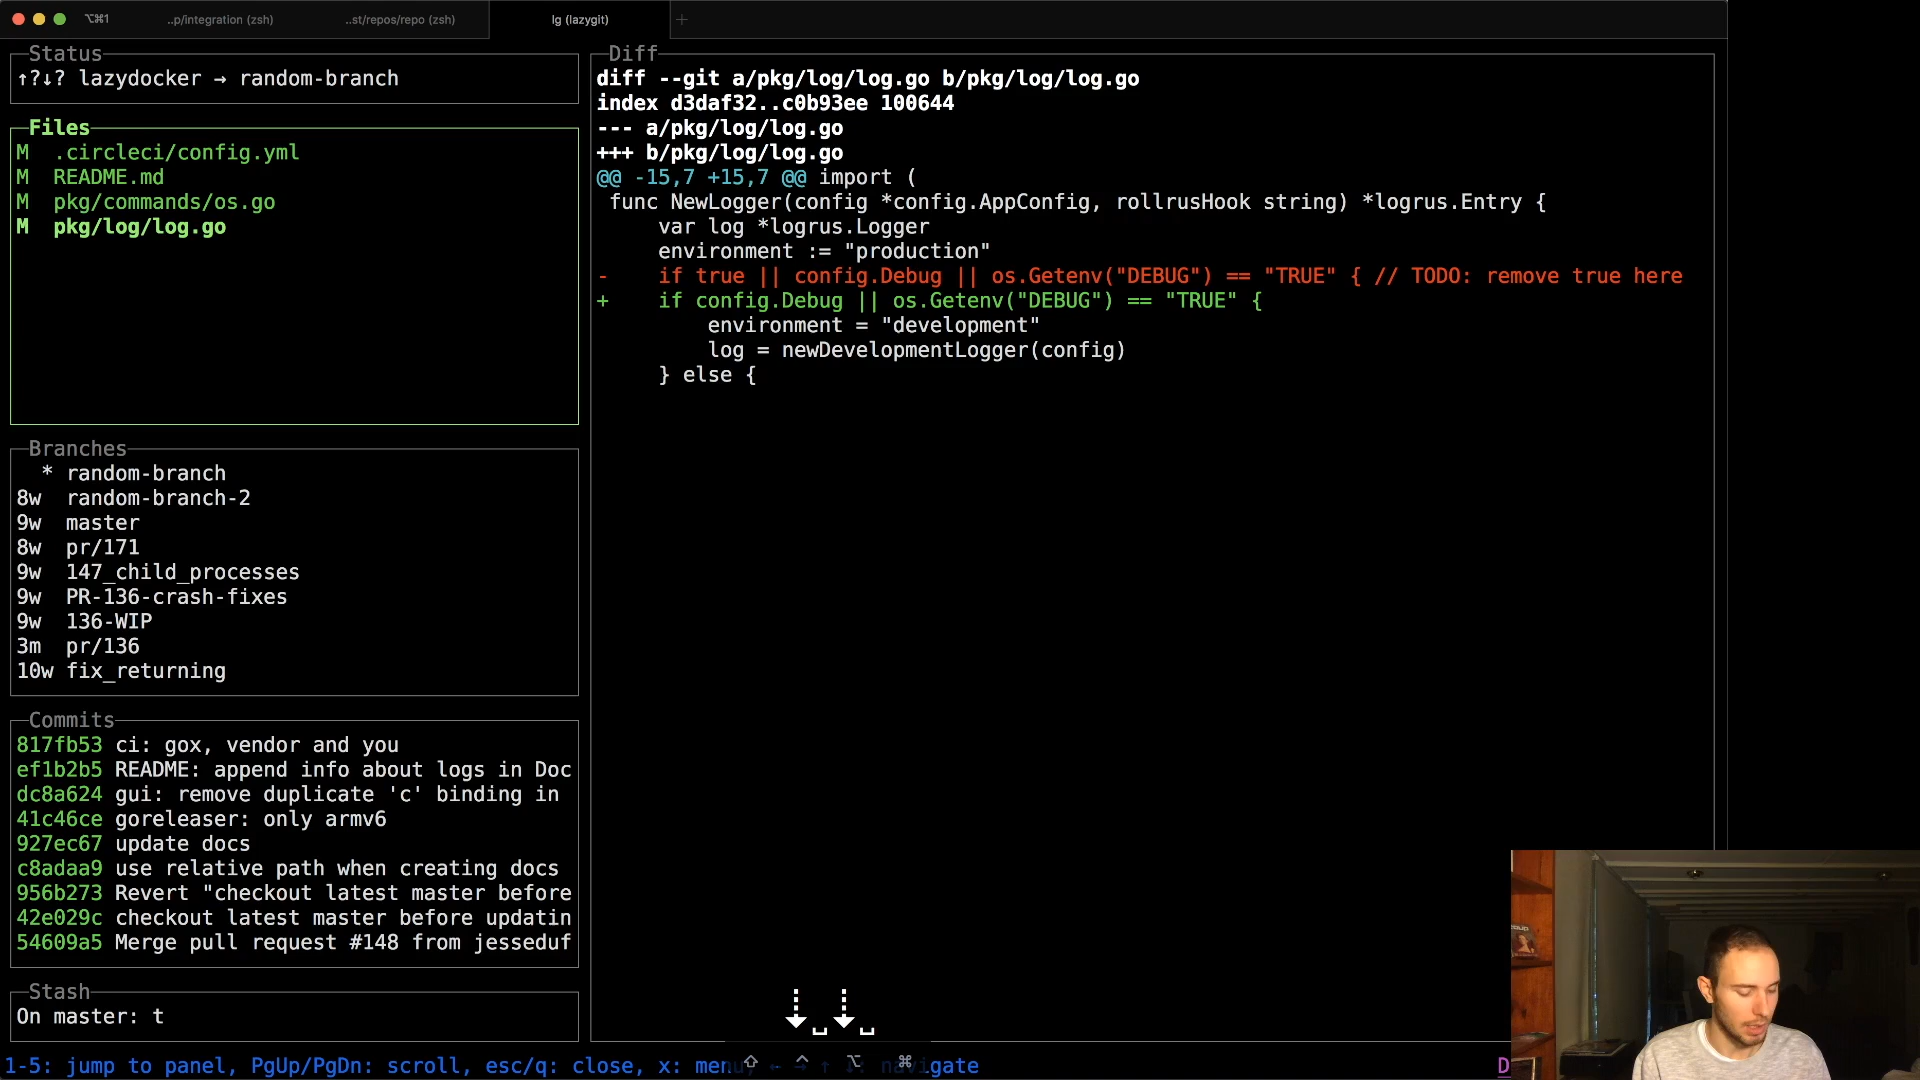 ⌥⌘1 ..p/integration (zsh) ..st/repos/repo (zsh) lg (lazygit) +
Status
↑?↓? lazydocker → random-branch
Files
M .circleci/config.yml
M README.md
M pkg/commands/os.go
M pkg/log/log.go
Branches
* random-branch
8w random-branch-2
9w master
8w pr/171
9w 147_child_processes
9w PR-136-crash-fixes
9w 136-WIP
3m pr/136
10w fix_returning
Commits
817fb53 ci: gox, vendor and you
ef1b2b5 README: append info about logs in Doc
dc8a624 gui: remove duplicate 'c' binding in
41c46ce goreleaser: only armv6
927ec67 update docs
c8adaa9 use relative path when creating docs
956b273 Revert "checkout latest master before
42e029c checkout latest master before updatin
54609a5 Merge pull request #148 from jesseduf
Stash
On master: t
Diff
diff --git a/pkg/log/log.go b/pkg/log/log.go
index d3daf32..c0b93ee 100644
--- a/pkg/log/log.go
+++ b/pkg/log/log.go
@@ -15,7 +15,7 @@ import (
func NewLogger(config *config.AppConfig, rollrusHook string) *logrus.Entry {
var log *logrus.Logger
environment := "production"
- if true || config.Debug || os.Getenv("DEBUG") == "TRUE" { // TODO: remove true here
+ if config.Debug || os.Getenv("DEBUG") == "TRUE" {
environment = "development"
log = newDevelopmentLogger(config)
} else {
⇣␣⇣␣
⇧ ⌃ ⌥ ⌘
1-5: jump to panel, PgUp/PgDn: scroll, esc/q: close, x: menu, ← → ↑ ↓: navigate D